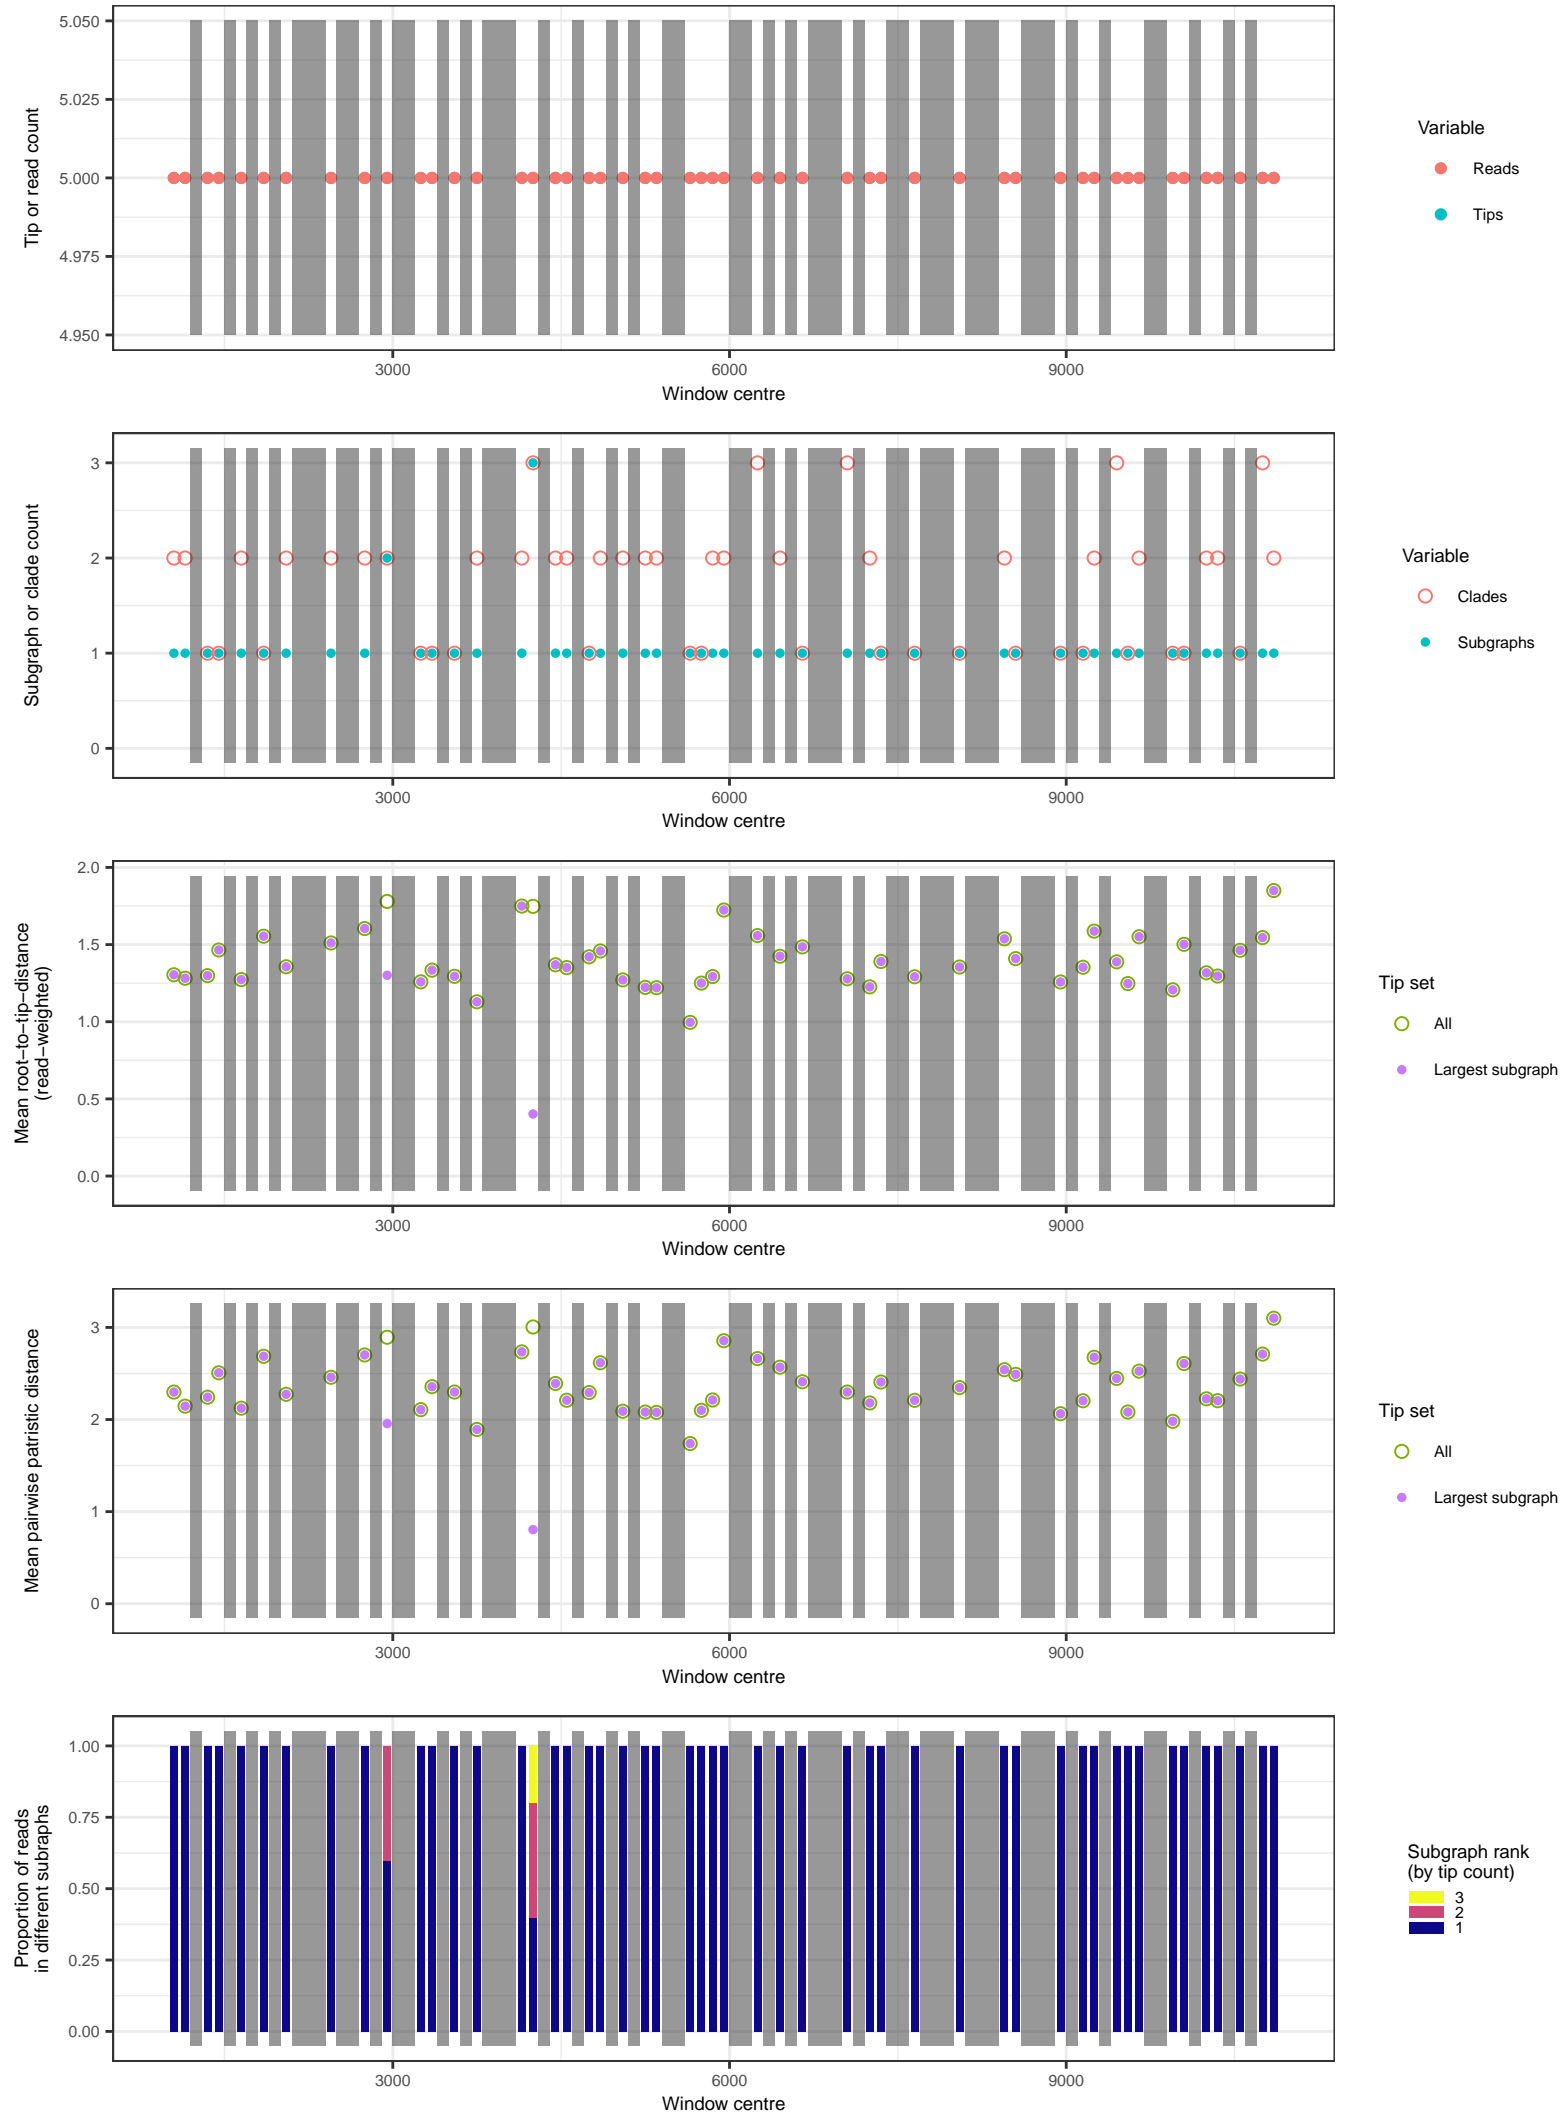 5.050
5.025
5.000
4.975
4.950
Tip or read count
3000
6000
9000
Window centre
Variable
Reads
Tips
3
2
1
0
Subgraph or clade count
3000
6000
9000
Window centre
Variable
Clades
Subgraphs
2.0
1.5
1.0
0.5
0.0
Mean root−to−tip−distance
(read−weighted)
3000
6000
9000
Window centre
Tip set
All
Largest subgraph
3
2
1
0
Mean pairwise patristic distance
3000
6000
9000
Window centre
Tip set
All
Largest subgraph
1.00
0.75
0.50
0.25
0.00
Proportion of reads
in different subraphs
3000
6000
9000
Window centre
Subgraph rank
(by tip count)
3
2
1